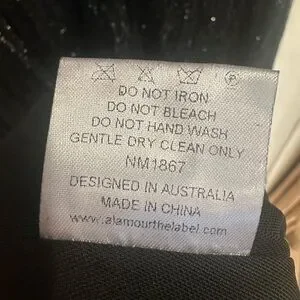 DO NOT IRON
DO NOT BLEACH
DO NOT HAND WASH
GENTLE DRY CLEAN ONLY
NM1867
DESIGNED IN AUSTRALIA
MADE IN CHINA
www.alamourthelabel.com